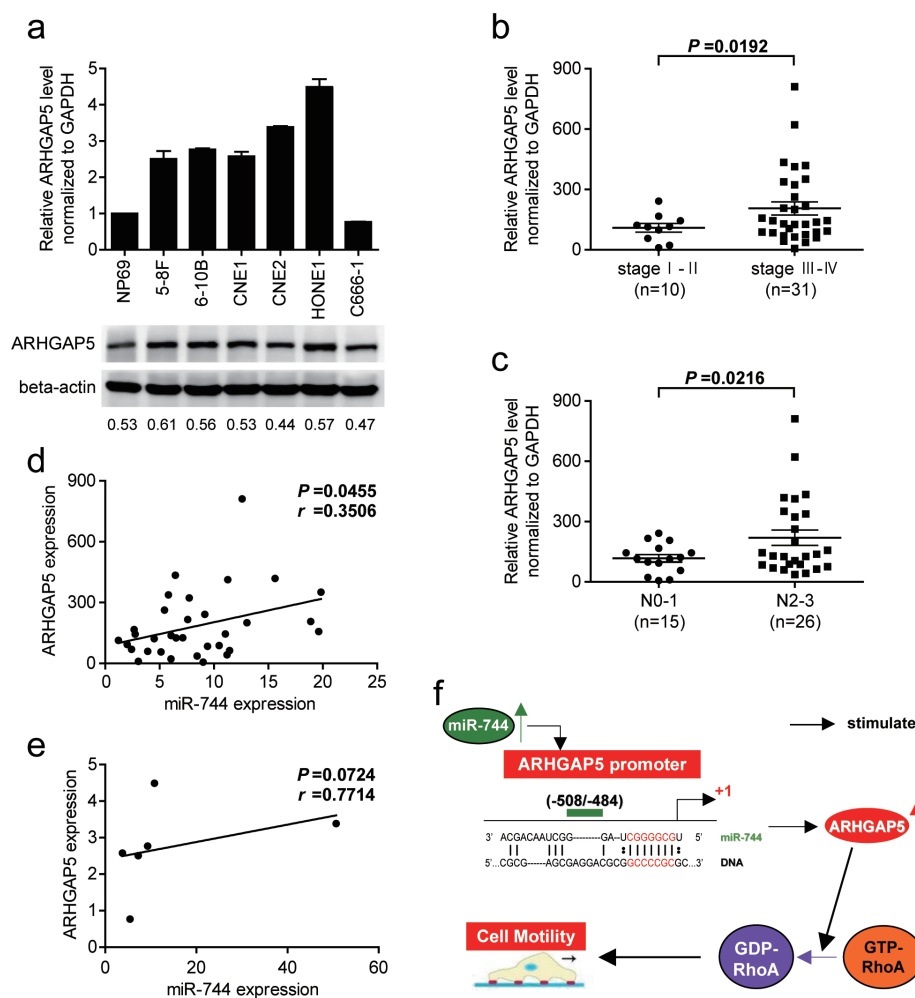 a
Relative ARHGAP5 level
normalized to GAPDH
5
4
3
2
1
0
NP69
5-8F
6-10B
CNE1
CNE2
HONE1
C666-1
ARHGAP5
beta-actin
0.53 0.61 0.56 0.53 0.44 0.57 0.47
b
P =0.0192
Relative ARHGAP5 level
normalized to GAPDH
900
600
300
0
stage I - II
(n=10)
stage III-IV
(n=31)
c
P =0.0216
Relative ARHGAP5 level
normalized to GAPDH
900
600
300
0
N0-1
(n=15)
N2-3
(n=26)
d
P =0.0455
r =0.3506
ARHGAP5 expression
900
600
300
0
0 5 10 15 20 25
miR-744 expression
e
P =0.0724
r =0.7714
ARHGAP5 expression
5
4
3
2
1
0
0 20 40 60
miR-744 expression
f
miR-744
stimulate
ARHGAP5 promoter
(-508/-484)
+1
3' ACGACAAUCGG--------GA--UCGGGGCGU 5' miR-744
5'...CGCG-----AGCGAGGACGCGGCCCCGCGC...3' DNA
ARHGAP5
Cell Motility
GDP-
RhoA
GTP-
RhoA